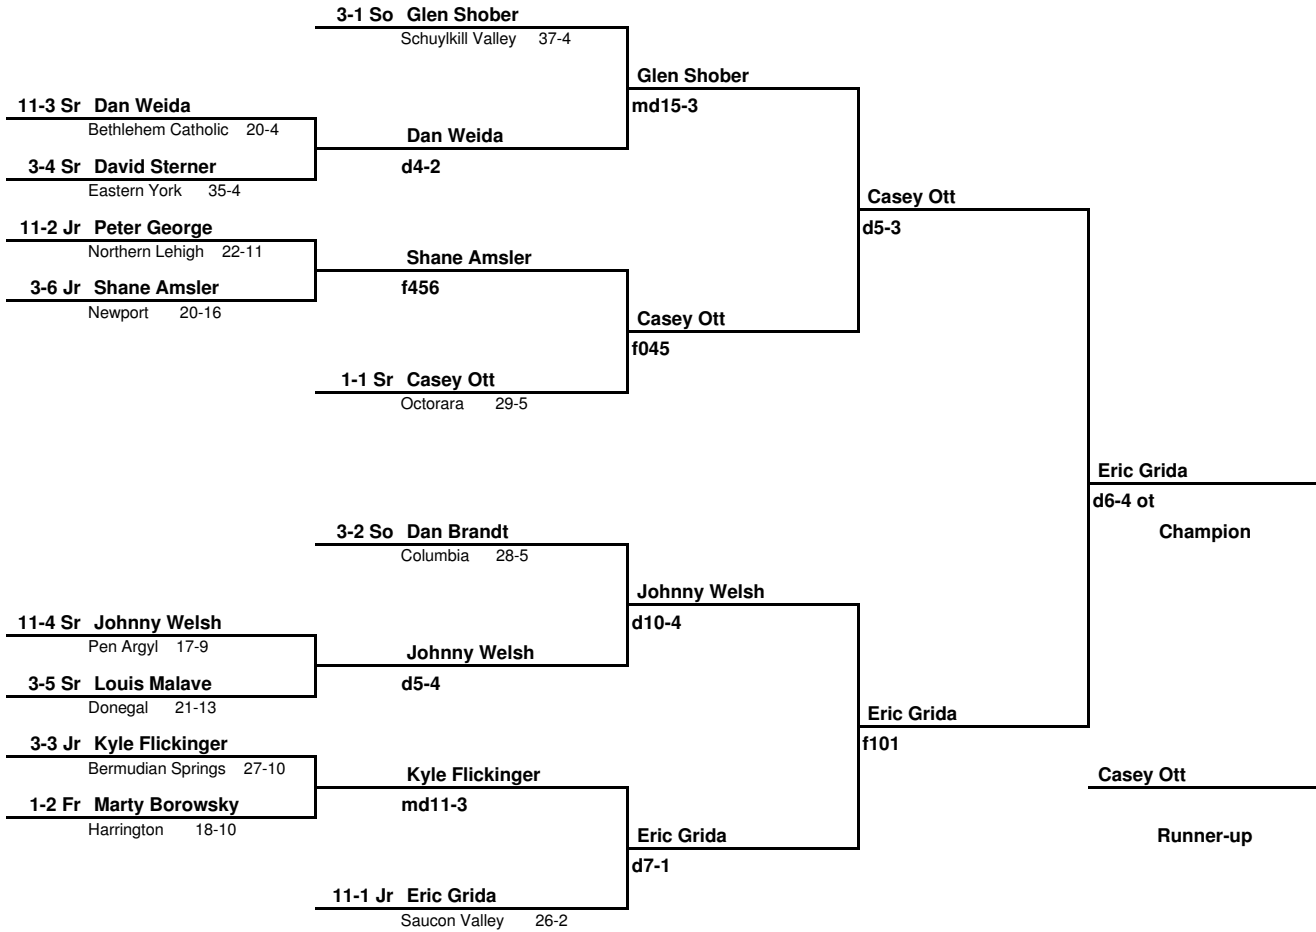 3-1 So Glen Shober
Schuylkill Valley 37-4
Glen Shober
11-3 Sr Dan Weida
md15-3
Bethlehem Catholic 20-4
Dan Weida
3-4 Sr David Sterner
d4-2
Eastern York 35-4
Casey Ott
11-2 Jr Peter George
d5-3
Northern Lehigh 22-11
Shane Amsler
3-6 Jr Shane Amsler
f456
Newport 20-16
Casey Ott
f045
1-1 Sr Casey Ott
Octorara 29-5
Eric Grida
d6-4 ot
3-2 So Dan Brandt
Champion
Columbia 28-5
Johnny Welsh
11-4 Sr Johnny Welsh
d10-4
Pen Argyl 17-9
Johnny Welsh
3-5 Sr Louis Malave
d5-4
Donegal 21-13
Eric Grida
3-3 Jr Kyle Flickinger
f101
Bermudian Springs 27-10
Kyle Flickinger
Casey Ott
1-2 Fr Marty Borowsky
md11-3
Harrington 18-10
Eric Grida
Runner-up
d7-1
11-1 Jr Eric Grida
Saucon Valley 26-2